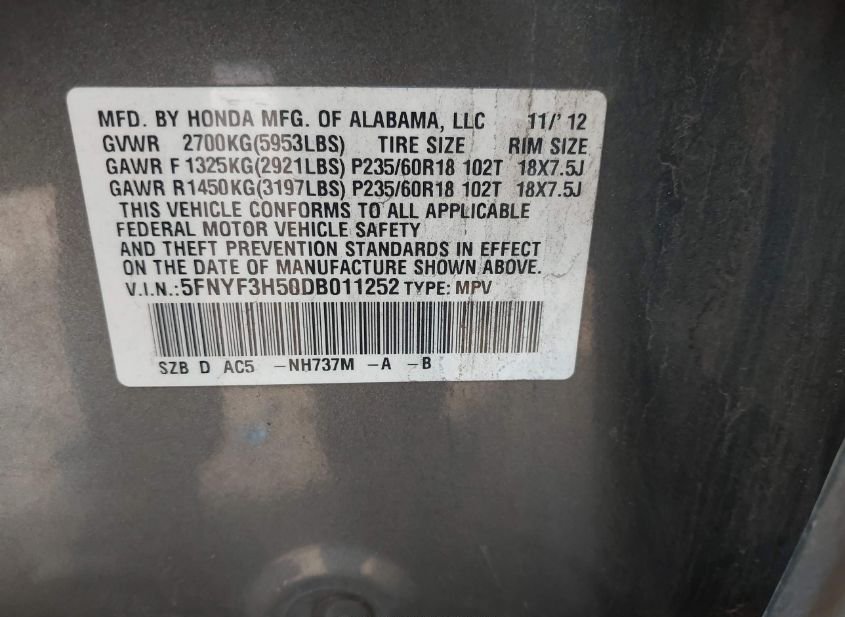 MFD. BY HONDA MFG. OF ALABAMA, LLC 11/'12
GVWR 2700KG(5953LBS) TIRE SIZE RIM SIZE
GAWR F1325KG(2921LBS) P235/60R18 102T 18X7.5J
GAWR R1450KG(3197LBS) P235/60R18 102T 18X7.5J
THIS VEHICLE CONFORMS TO ALL APPLICABLE
FEDERAL MOTOR VEHICLE SAFETY
AND THEFT PREVENTION STANDARDS IN EFFECT
ON THE DATE OF MANUFACTURE SHOWN ABOVE.
V.I.N.:5FNYF3H50DB011252 TYPE: MPV
SZB D AC5 -NH737M -A -B